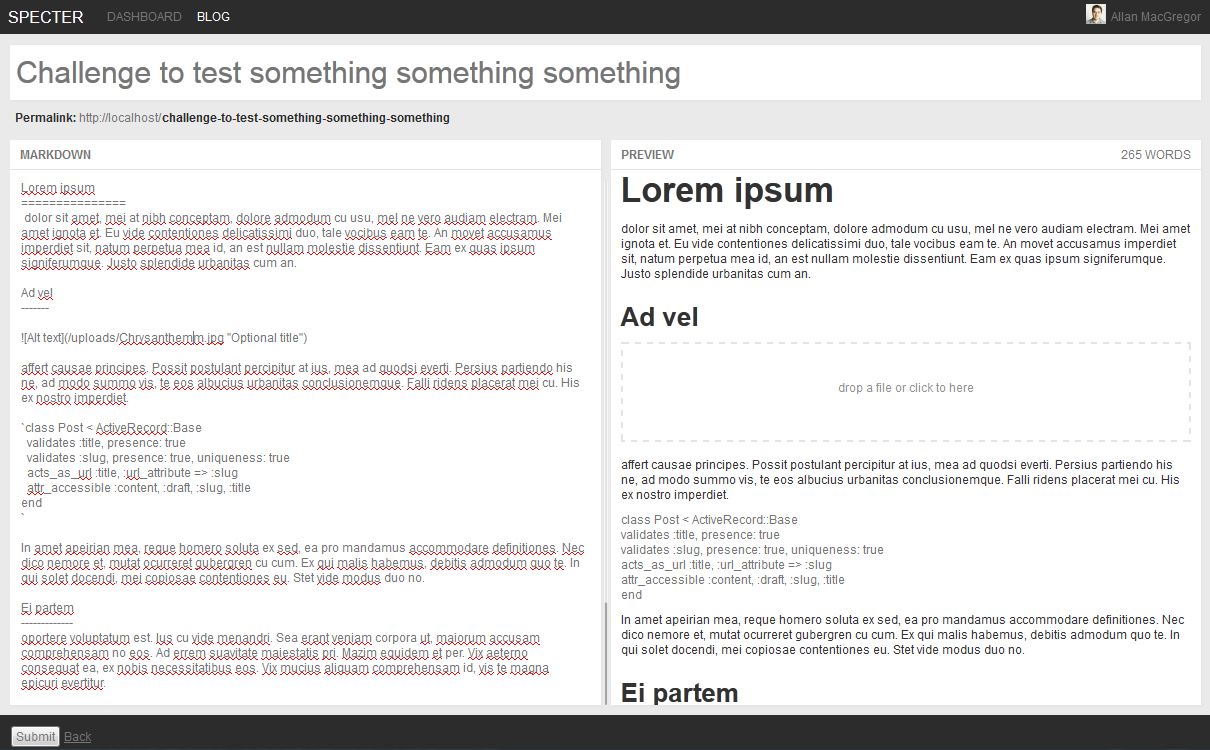 SPECTER DASHBOARD BLOG Allan MacGregor
Challenge to test something something something
Permalink: http://localhost/challenge-to-test-something-something-something
MARKDOWN
Lorem ipsum
===============
dolor sit amet, mei at nibh conceptam, dolore admodum cu usu, mel ne vero audiam electram. Mei
amet ignota et. Eu vide contentiones delicatissimi duo, tale vocibus eam te. An movet accusamus
imperdiet sit, natum perpetua mea id, an est nullam molestie dissentiunt. Eam ex quas ipsum
signiferumque. Justo splendide urbanitas cum an.
Ad vel
-------
![Alt text](/uploads/Chrysanthemm.jpg "Optional title")
affert causae principes. Possit postulant percipitur at ius, mea ad quodsi everti. Persius partiendo his
ne, ad modo summo vis, te eos albucius urbanitas conclusionemque. Falli ridens placerat mei cu. His
ex nostro imperdiet.
`class Post < ActiveRecord::Base
validates :title, presence: true
validates :slug, presence: true, uniqueness: true
acts_as_url :title, :url_attribute => :slug
attr_accessible :content, :draft, :slug, :title
end
`
In amet apeirian mea, reque homero soluta ex sed, ea pro mandamus accommodare definitiones. Nec
dico nemore et, mutat ocurreret gubergren cu cum. Ex qui malis habemus, debitis admodum quo te. In
qui solet docendi, mei copiosae contentiones eu. Stet vide modus duo no.
Ei partem
-------------
oportere voluptatum est. Ius cu vide menandri. Sea erant veniam corpora ut, maiorum accusam
comprehensam no eos. Ad errem suavitate maiestatis pri. Mazim equidem et per. Vix aeterno
consequat ea, ex nobis necessitatibus eos. Vix mucius aliquam comprehensam id, vis te magna
epicuri evertitur.
PREVIEW 265 WORDS
Lorem ipsum
dolor sit amet, mei at nibh conceptam, dolore admodum cu usu, mel ne vero audiam electram. Mei amet
ignota et. Eu vide contentiones delicatissimi duo, tale vocibus eam te. An movet accusamus imperdiet
sit, natum perpetua mea id, an est nullam molestie dissentiunt. Eam ex quas ipsum signiferumque.
Justo splendide urbanitas cum an.
Ad vel
drop a file or click to here
affert causae principes. Possit postulant percipitur at ius, mea ad quodsi everti. Persius partiendo his
ne, ad modo summo vis, te eos albucius urbanitas conclusionemque. Falli ridens placerat mei cu. His
ex nostro imperdiet.
class Post < ActiveRecord::Base
validates :title, presence: true
validates :slug, presence: true, uniqueness: true
acts_as_url :title, :url_attribute => :slug
attr_accessible :content, :draft, :slug, :title
end
In amet apeirian mea, reque homero soluta ex sed, ea pro mandamus accommodare definitiones. Nec
dico nemore et, mutat ocurreret gubergren cu cum. Ex qui malis habemus, debitis admodum quo te. In
qui solet docendi, mei copiosae contentiones eu. Stet vide modus duo no.
Ei partem
Submit Back